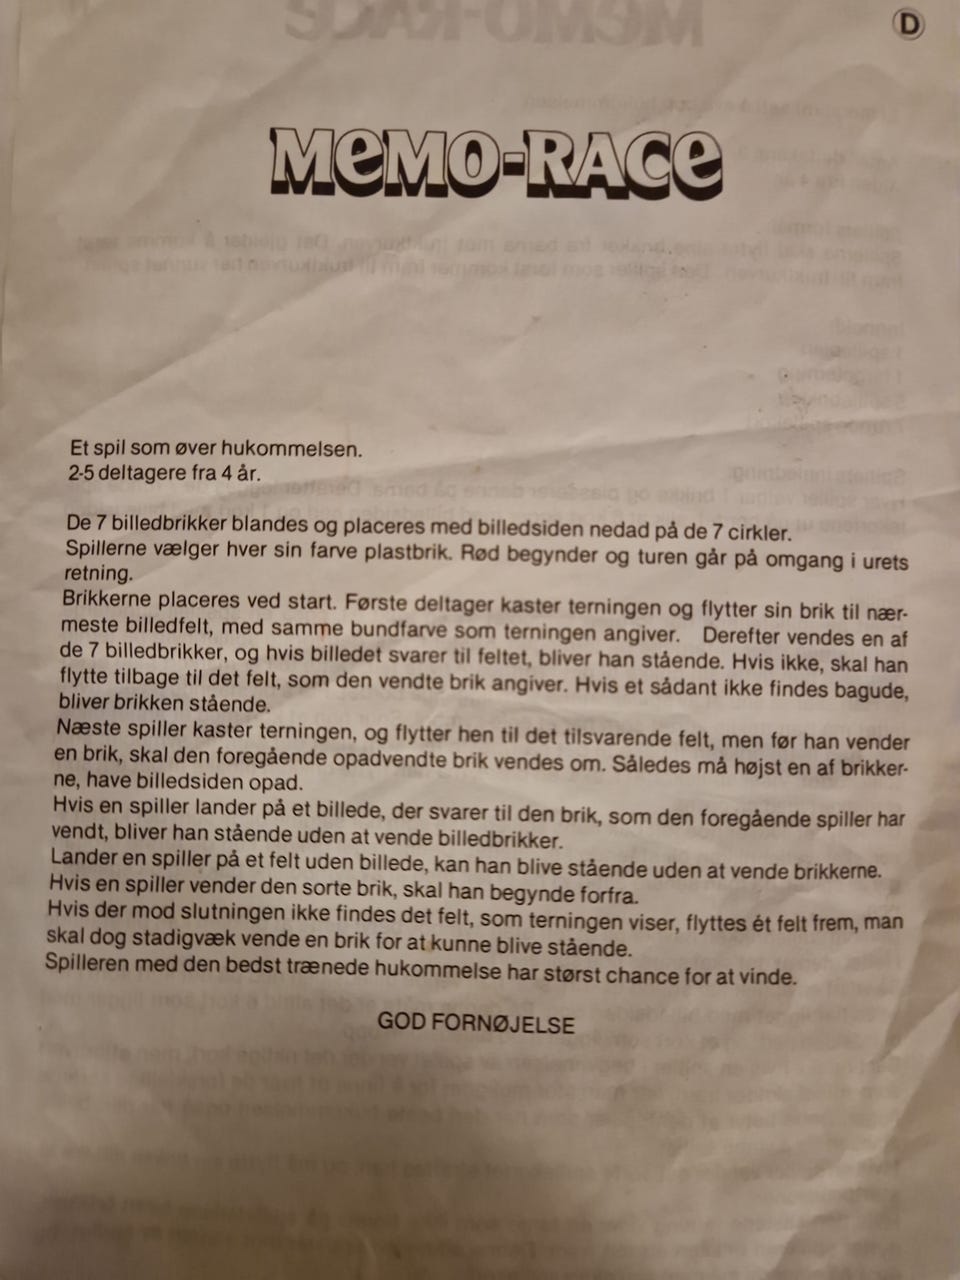 D
MeMO-RACe
Et spil som øver hukommelsen.
2-5 deltagere fra 4 år.
De 7 billedbrikker blandes og placeres med billedsiden nedad på de 7 cirkler.
Spillerne vælger hver sin farve plastbrik. Rød begynder og turen går på omgang i urets
retning.
Brikkerne placeres ved start. Første deltager kaster terningen og flytter sin brik til nær-
meste billedfelt, med samme bundfarve som terningen angiver. Derefter vendes en af
de 7 billedbrikker, og hvis billedet svarer til feltet, bliver han stående. Hvis ikke, skal han
flytte tilbage til det felt, som den vendte brik angiver. Hvis et sådant ikke findes bagude,
bliver brikken stående.
Næste spiller kaster terningen, og flytter hen til det tilsvarende felt, men før han vender
en brik, skal den foregående opadvendte brik vendes om. Således må højst en af brikker-
ne, have billedsiden opad.
Hvis en spiller lander på et billede, der svarer til den brik, som den foregående spiller har
vendt, bliver han stående uden at vende billedbrikker.
Lander en spiller på et felt uden billede, kan han blive stående uden at vende brikkerne.
Hvis en spiller vender den sorte brik, skal han begynde forfra.
Hvis der mod slutningen ikke findes det felt, som terningen viser, flyttes ét felt frem, man
skal dog stadigvæk vende en brik for at kunne blive stående.
Spilleren med den bedst trænede hukommelse har størst chance for at vinde.
GOD FORNØJELSE